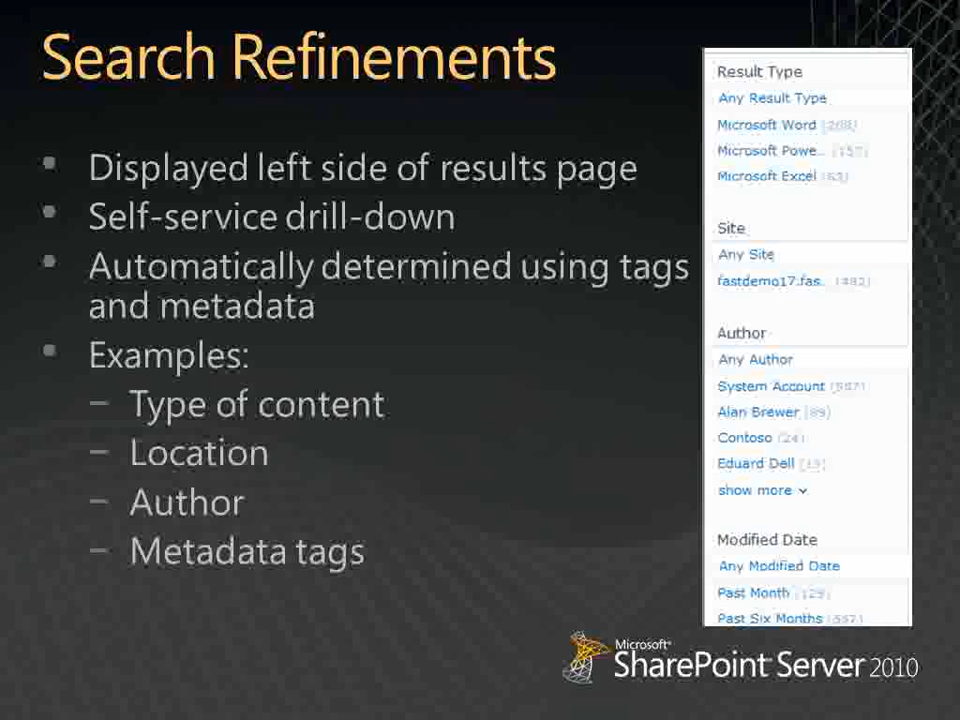 Search Refinements
• Displayed left side of results page
• Self-service drill-down
• Automatically determined using tags
and metadata
• Examples:
– Type of content
– Location
– Author
– Metadata tags
Result Type
Any Result Type
Microsoft Word
Microsoft Powe...
Microsoft Excel
Site
Any Site
fastdemo17.fas...
Author
Any Author
System Account
Alan Brewer
Contoso (24)
Eduard Dell
show more
Modified Date
Any Modified Date
Past Month
Past Six Months
Microsoft®
SharePoint Server 2010